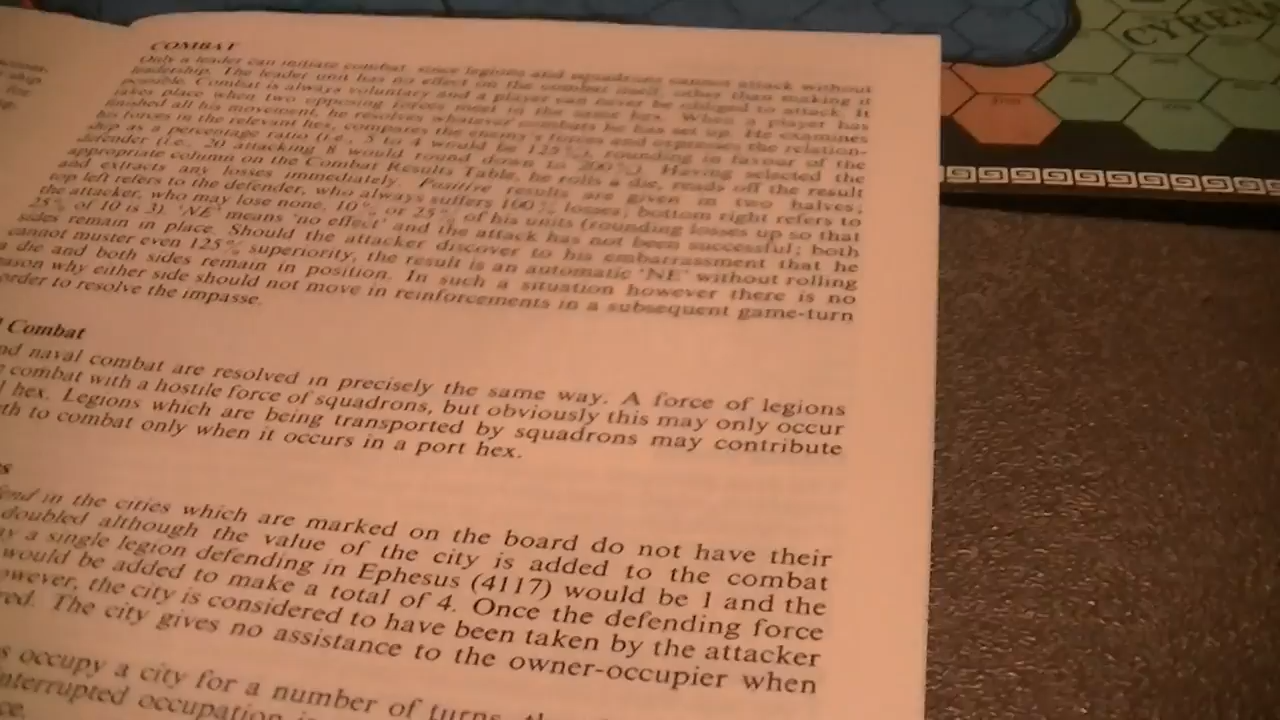 CYRENA
COMBAT
Only a leader can initiate combat, since legions and squadrons cannot attack without
leadership. The leader unit has no effect on the combat itself, other than making it
possible. Combat is always voluntary and a player can never be obliged to attack. It
takes place when two opposing forces meet in the same hex. When a player has
finished all his movement, he resolves whatever combats he has set up. He examines
his forces in the relevant hex, compares the enemy's forces and expresses the relation-
ship as a percentage ratio (i.e., 5 to 4 would be 125%), rounding in favour of the
defender (i.e., 20 attacking 8 would round down to 200%). Having selected the
appropriate column on the Combat Results Table, he rolls a die, reads off the result
and extracts any losses immediately. Positive results are given in two halves;
top left refers to the defender, who always suffers 100% losses; bottom right refers to
the attacker, who may lose none, 10% or 25% of his units (rounding losses up so that
25% of 10 is 3). 'NE' means 'no effect' and the attack has not been successful; both
sides remain in place. Should the attacker discover to his embarrassment that he
cannot muster even 125% superiority, the result is an automatic 'NE' without rolling
a die and both sides remain in position. In such a situation however there is no
ason why either side should not move in reinforcements in a subsequent game-turn
order to resolve the impasse.
Combat
nd naval combat are resolved in precisely the same way. A force of legions
combat with a hostile force of squadrons, but obviously this may only occur
hex. Legions which are being transported by squadrons may contribute
th to combat only when it occurs in a port hex.
s
fend in the cities which are marked on the board do not have their
doubled although the value of the city is added to the combat
ay a single legion defending in Ephesus (4117) would be 1 and the
would be added to make a total of 4. Once the defending force
owever, the city is considered to have been taken by the attacker
red. The city gives no assistance to the owner-occupier when
s occupy a city for a number of turns,
nterrupted occupation
ce.